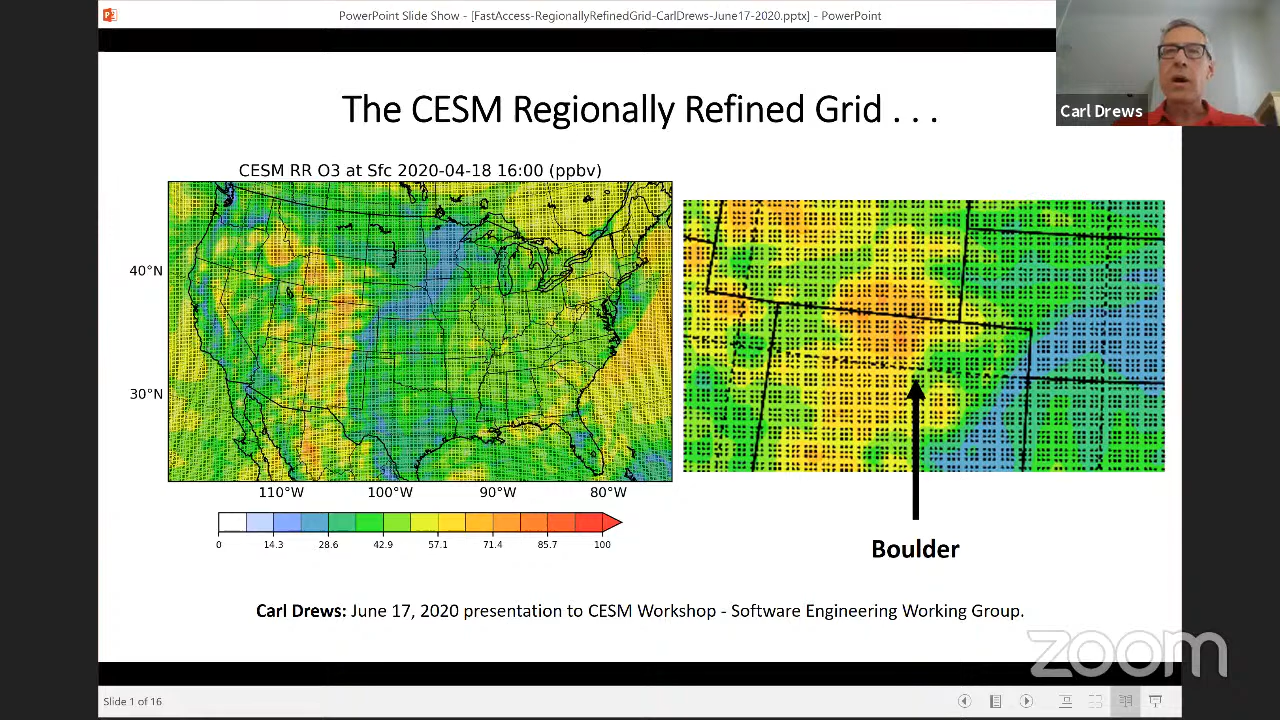 PowerPoint Slide Show - [FastAccess-RegionallyRefinedGrid-CarlDrews-June17-2020.pptx] - PowerPoint
Carl Drews
The CESM Regionally Refined Grid . . .
CESM RR O3 at Sfc 2020-04-18 16:00 (ppbv)
40°N
30°N
110°W 100°W 90°W 80°W
0 14.3 28.6 42.9 57.1 71.4 85.7 100
Boulder
Carl Drews: June 17, 2020 presentation to CESM Workshop - Software Engineering Working Group.
zoom
Slide 1 of 16